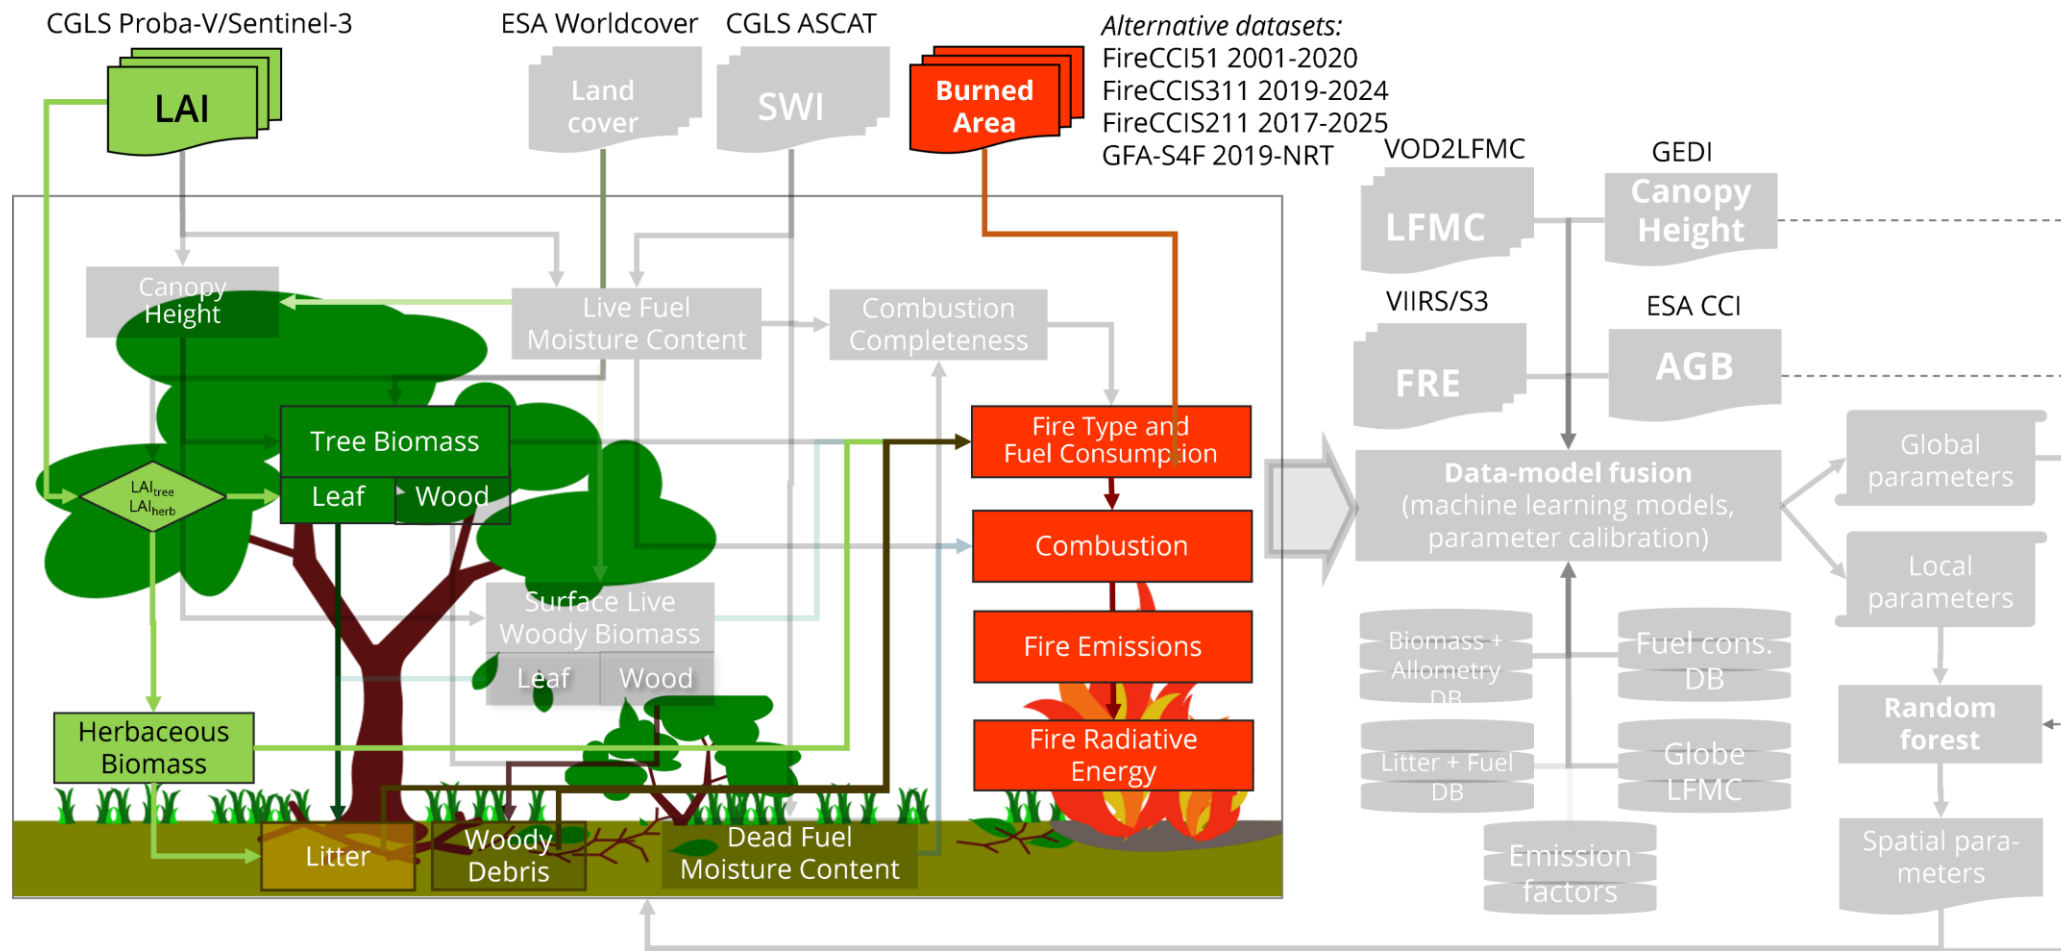 CGLS Proba-V/Sentinel-3
ESA Worldcover
CGLS ASCAT
Alternative datasets:
FireCCI51 2001-2020
FireCCIS311 2019-2024
FireCCIS211 2017-2025
GFA-S4F 2019-NRT
LAI
Land
cover
SWI
Burned
Area
VOD2LFMC
GEDI
LFMC
Canopy
Height
VIIRS/S3
ESA CCI
FRE
AGB
Canopy
Height
Live Fuel
Moisture Content
Combustion
Completeness
Tree Biomass
Leaf
Wood
LAItree
LAIherb
Fire Type and
Fuel Consumption
Combustion
Fire Emissions
Fire Radiative
Energy
Surface Live
Woody Biomass
Leaf
Wood
Herbaceous
Biomass
Litter
Woody
Debris
Dead Fuel
Moisture Content
Data-model fusion
(machine learning models,
parameter calibration)
Global
parameters
Local
parameters
Biomass +
Allometry
DB
Fuel cons.
DB
Litter + Fuel
DB
Globe
LFMC
Emission
factors
Random
forest
Spatial para-
meters